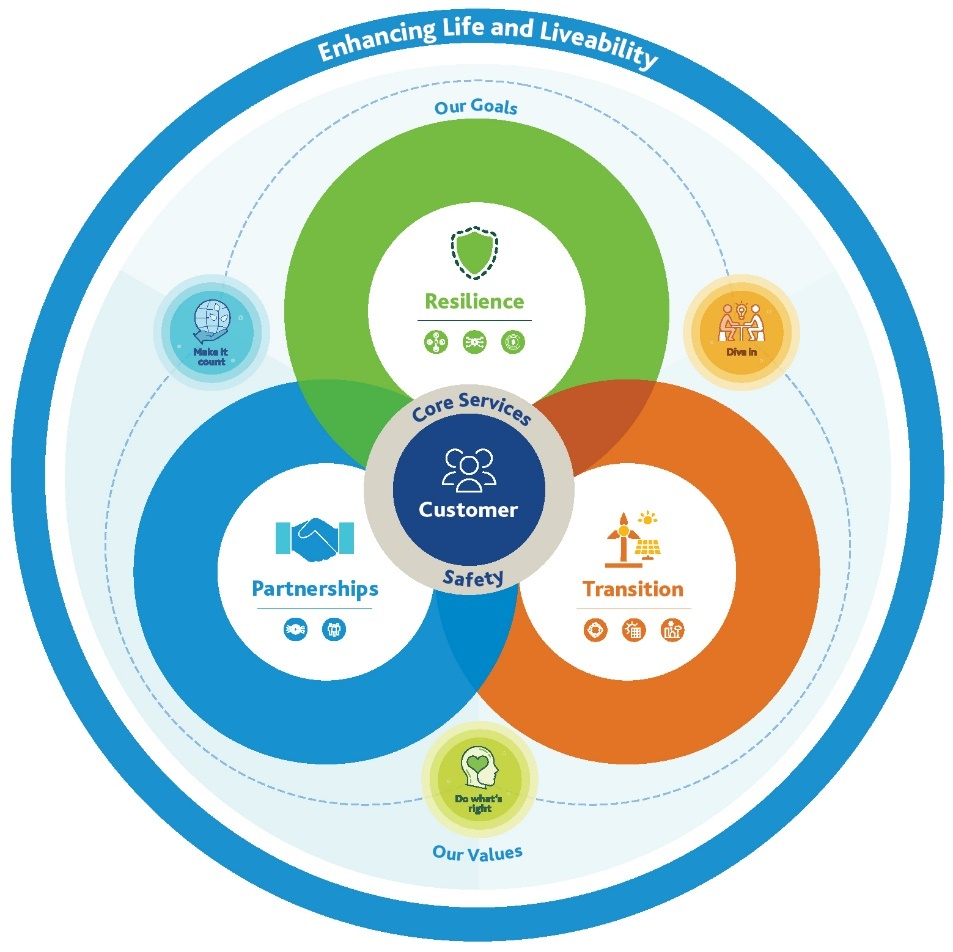 Enhancing Life and Liveability
Our Goals
Resilience
Make it
count
Dive in
Core Services
Customer
Safety
Partnerships
Transition
Do what's
right
Our Values